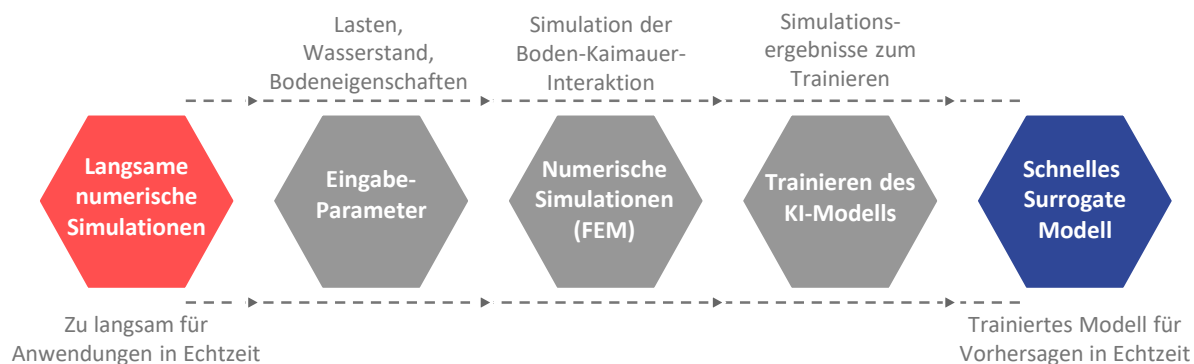 Lasten,
Wasserstand,
Bodeneigenschaften
Simulation der
Boden-Kaimauer-
Interaktion
Simulations-
ergebnisse zum
Trainieren
Langsame
numerische
Simulationen
Eingabe-
Parameter
Numerische
Simulationen
(FEM)
Trainieren des
KI-Modells
Schnelles
Surrogate
Modell
Zu langsam für
Anwendungen in Echtzeit
Trainiertes Modell für
Vorhersagen in Echtzeit